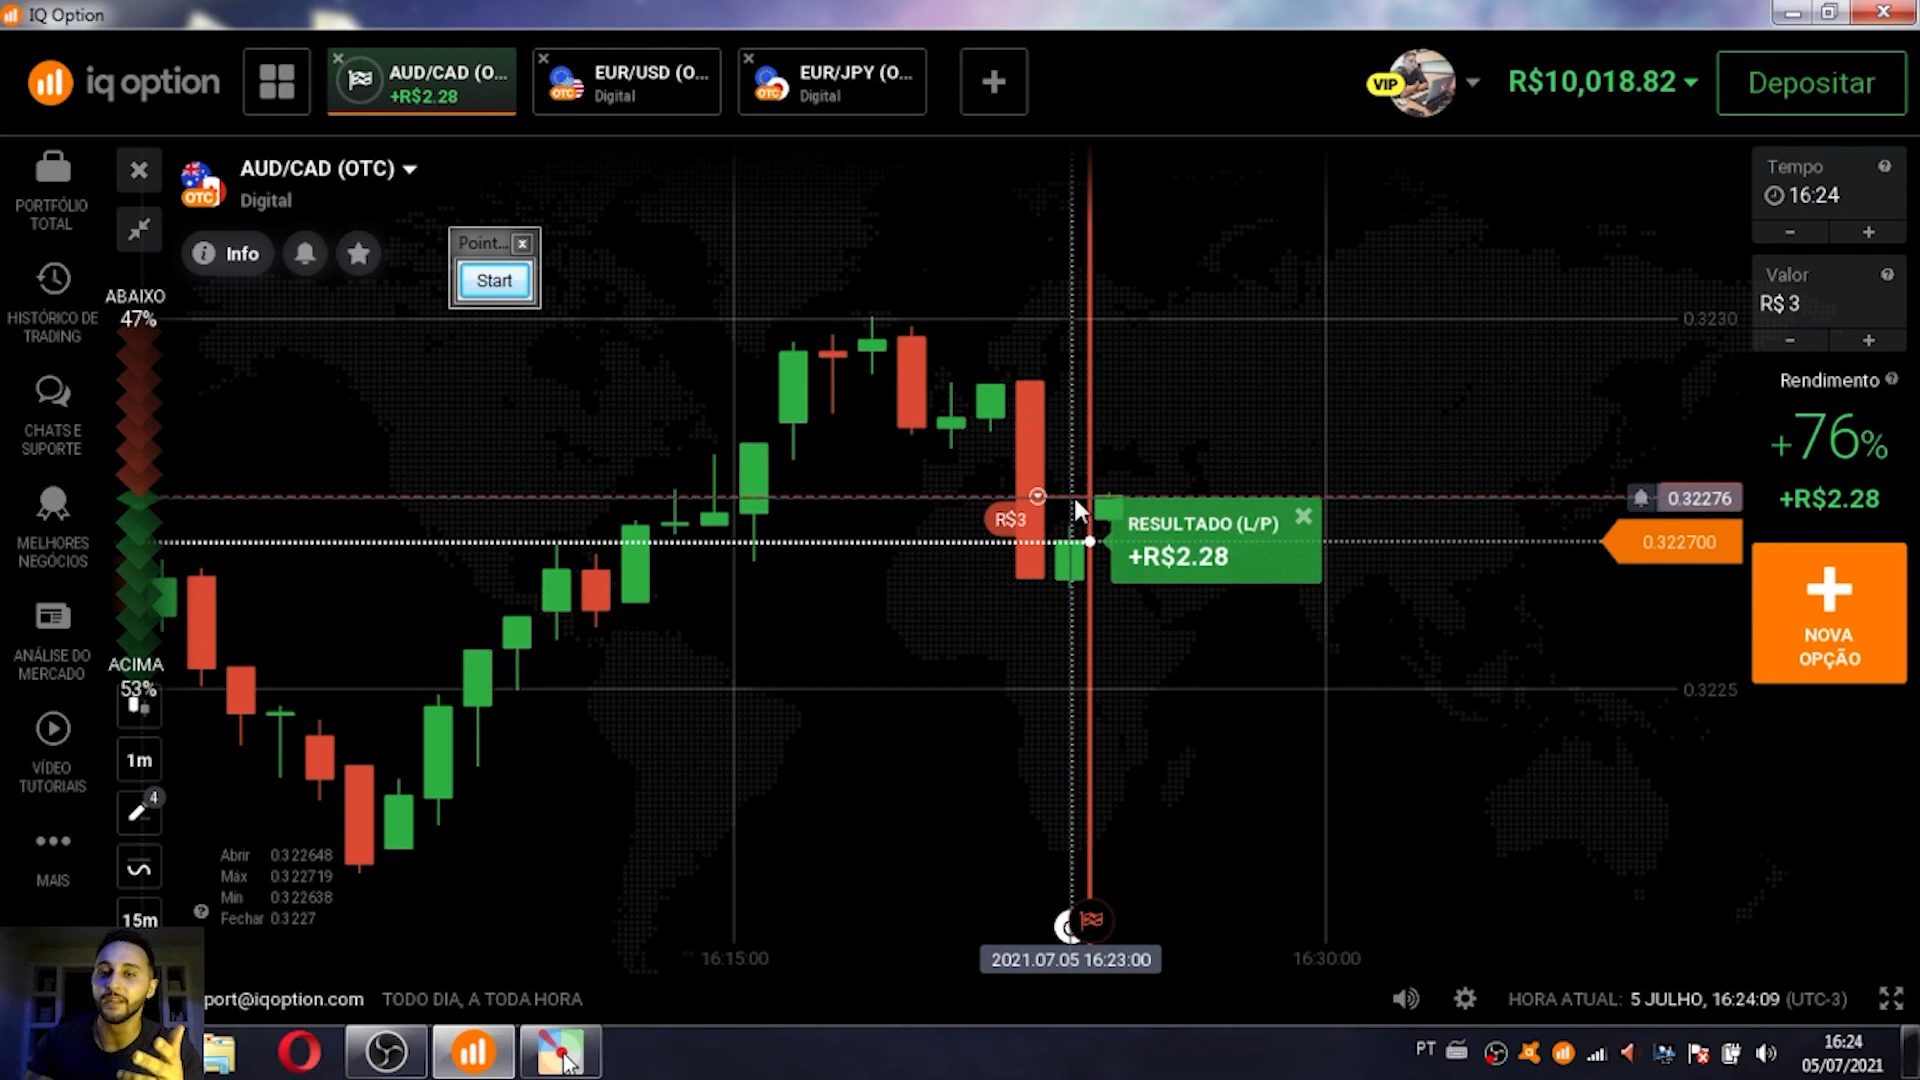 IQ Option
iq option
AUD/CAD (O...
+R$2.28
EUR/USD (O...
Digital
OTC
EUR/JPY (O...
Digital
OTC
VIP
R$10,018.82
Depositar
PORTFÓLIO
TOTAL
HISTÓRICO DE
TRADING
CHATS E
SUPORTE
MELHORES
NEGÓCIOS
ANÁLISE DO
MERCADO
VÍDEO
TUTORIAIS
MAIS
AUD/CAD (OTC)
OTC
Digital
Info
Point...
Start
ABAIXO
47%
ACIMA
53%
1m
4
15m
Abrir 0.322648
Máx 0.322719
Min 0.322638
Fechar 0.3227
R$3
RESULTADO (L/P)
+R$2.28
0.3230
0.32276
0.322700
0.3225
16:15:00
2021.07.05 16:23:00
16:30:00
Tempo
16:24
- +
Valor
R$ 3
- +
Rendimento
+76%
+R$2.28
NOVA
OPÇÃO
port@iqoption.com
TODO DIA, A TODA HORA
HORA ATUAL: 5 JULHO, 16:24:09 (UTC-3)
PT
16:24
05/07/2021